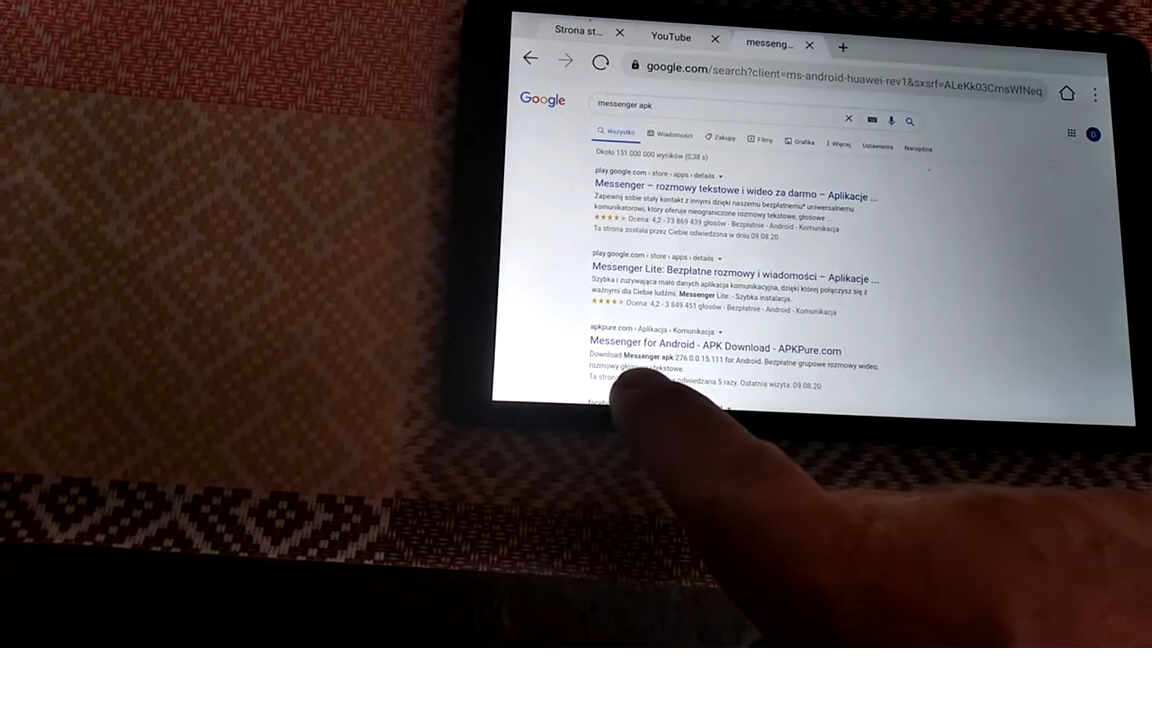 Strona st... YouTube messeng...
google.com/search?client=ms-android-huawei-rev1&sxsrf=ALeKk03CmsWfNeq
Google
messenger apk
Wszystko Wiadomości Zakupy Filmy Grafika Więcej Ustawienia Narzędzia
Około 151 000 000 wyników (0,38 s)
play.google.com › store › apps › details
Messenger – rozmowy tekstowe i wideo za darmo – Aplikacje ...
Zapewnij sobie stały kontakt z innymi dzięki naszemu bezpłatnemu* uniwersalnemu
komunikatorowi, który oferuje nieograniczone rozmowy tekstowe, głosowe ...
Ocena: 4,2 - 73 869 439 głosów - Bezpłatnie - Android - Komunikacja
Ta strona została przez Ciebie odwiedzona w dniu 09.08.20.
play.google.com › store › apps › details
Messenger Lite: Bezpłatne rozmowy i wiadomości – Aplikacje ...
Szybka i zużywająca mało danych aplikacja komunikacyjna, dzięki której połączysz się z
ważnymi dla Ciebie ludźmi. Messenger Lite: - Szybka instalacja.
Ocena: 4,2 - 3 849 451 głosów - Bezpłatnie - Android - Komunikacja
apkpure.com › Aplikacja › Komunikacja
Messenger for Android - APK Download - APKPure.com
Download Messenger apk 276.0.0.15.111 for Android. Bezpłatne grupowe rozmowy wideo,
rozmowy tekstowe.
Ta odwiedzana 5 razy. Ostatnia wizyta: 09.08.20